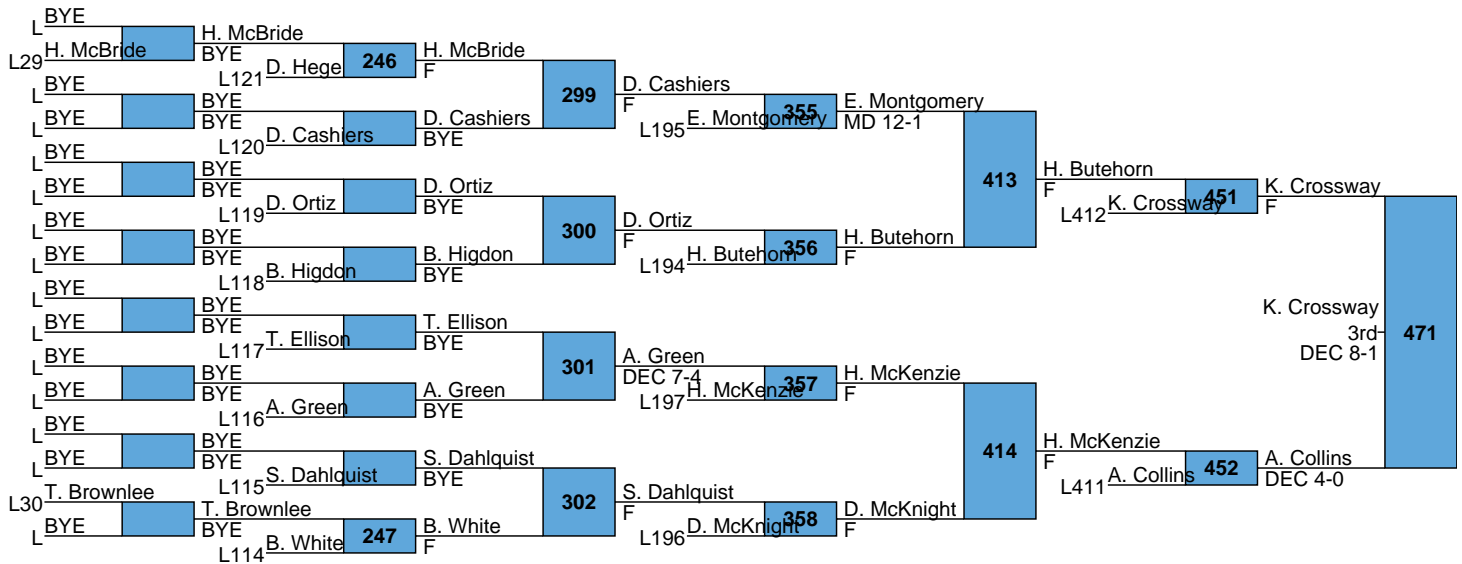 BYE
L
H. McBride
L29
BYE
L
BYE
L
BYE
L
BYE
L
BYE
L
BYE
L
BYE
L
BYE
L
BYE
L
BYE
L
BYE
L
BYE
L
T. Brownlee
L30
BYE
L
H. McBride
BYE
D. Hege
L121
BYE
BYE
D. Cashiers
L120
BYE
BYE
D. Ortiz
L119
BYE
BYE
B. Higdon
L118
BYE
BYE
T. Ellison
L117
BYE
BYE
A. Green
L116
BYE
BYE
S. Dahlquist
L115
T. Brownlee
BYE
B. White
L114
246
247
H. McBride
F
D. Cashiers
BYE
D. Ortiz
BYE
B. Higdon
BYE
T. Ellison
BYE
A. Green
BYE
S. Dahlquist
BYE
B. White
F
299
300
301
302
D. Cashiers
F
E. Montgomery
L195
D. Ortiz
F
H. Butehorn
L194
A. Green
DEC 7-4
H. McKenzie
L197
S. Dahlquist
F
D. McKnight
L196
355
356
357
358
E. Montgomery
MD 12-1
H. Butehorn
F
H. McKenzie
F
D. McKnight
F
413
414
H. Butehorn
F
K. Crossway
L412
H. McKenzie
F
A. Collins
L411
451
452
K. Crossway
F
A. Collins
DEC 4-0
K. Crossway
3rd
DEC 8-1
471